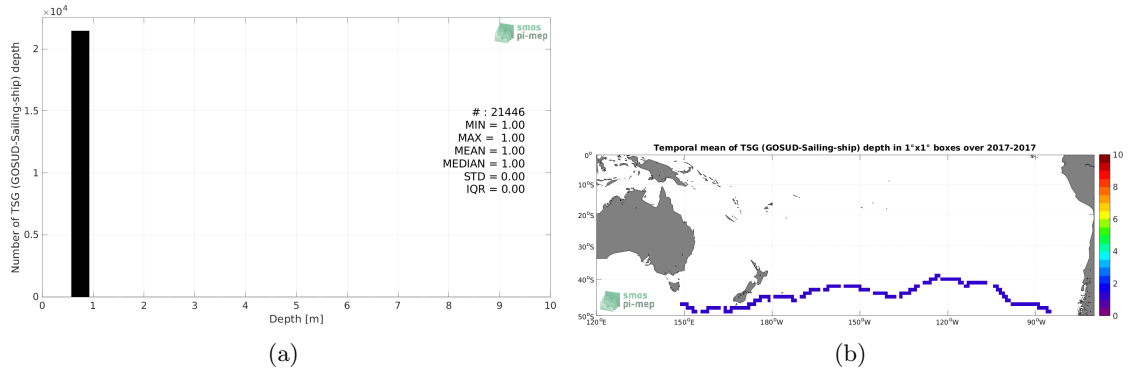 ×10⁴
smos
pi-mep
2
1.5
1
0.5
0
Number of TSG (GOSUD-Sailing-ship) depth
# : 21446
MIN = 1.00
MAX = 1.00
MEAN = 1.00
MEDIAN = 1.00
STD = 0.00
IQR = 0.00
0 1 2 3 4 5 6 7 8 9 10
Depth [m]
(a)
Temporal mean of TSG (GOSUD-Sailing-ship) depth in 1°x1° boxes over 2017-2017
0°
10°S
20°S
30°S
40°S
50°S
smos
pi-mep
120°E 150°E 180°W 150°W 120°W 90°W
10
8
6
4
2
0
(b)